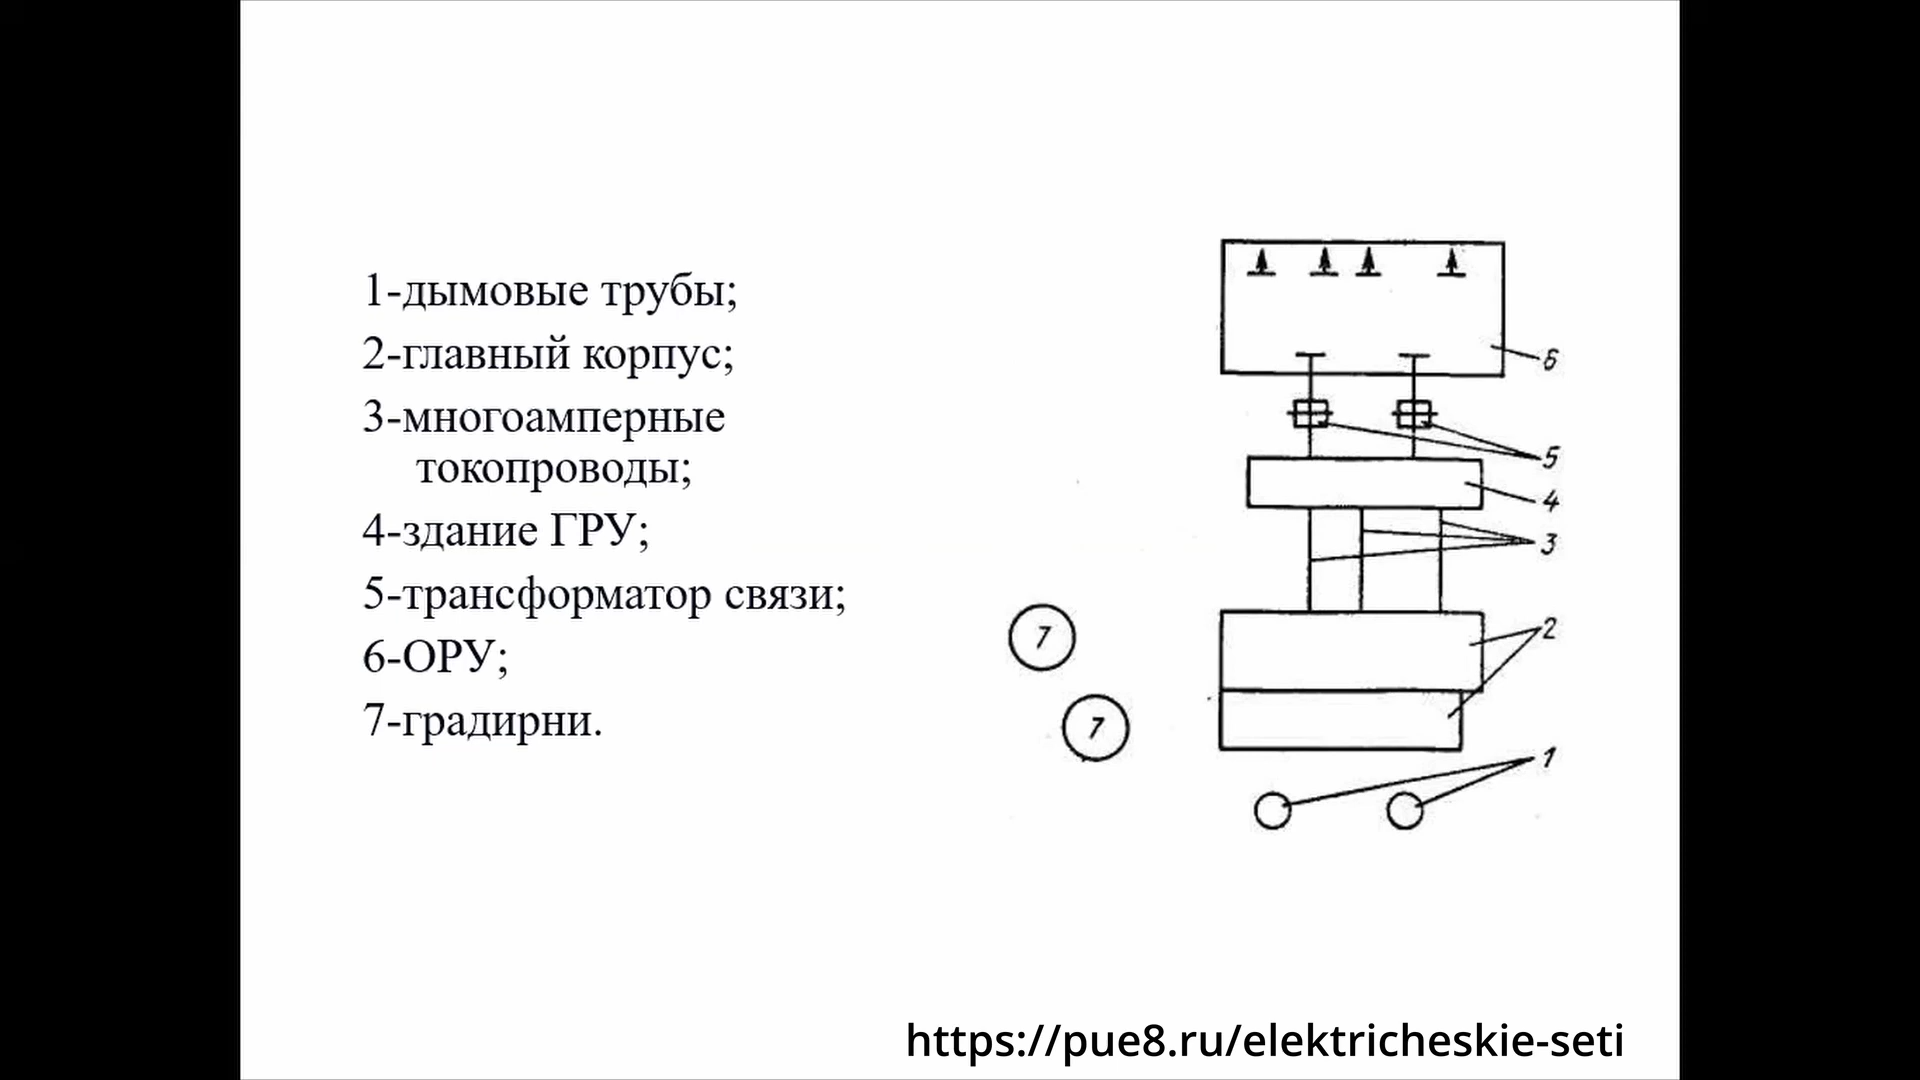 1-дымовые трубы;
2-главный корпус;
3-многоамперные
токопроводы;
4-здание ГРУ;
5-трансформатор связи;
6-ОРУ;
7-градирни.
6
5
4
3
7
2
7
1
https://pue8.ru/elektricheskie-seti